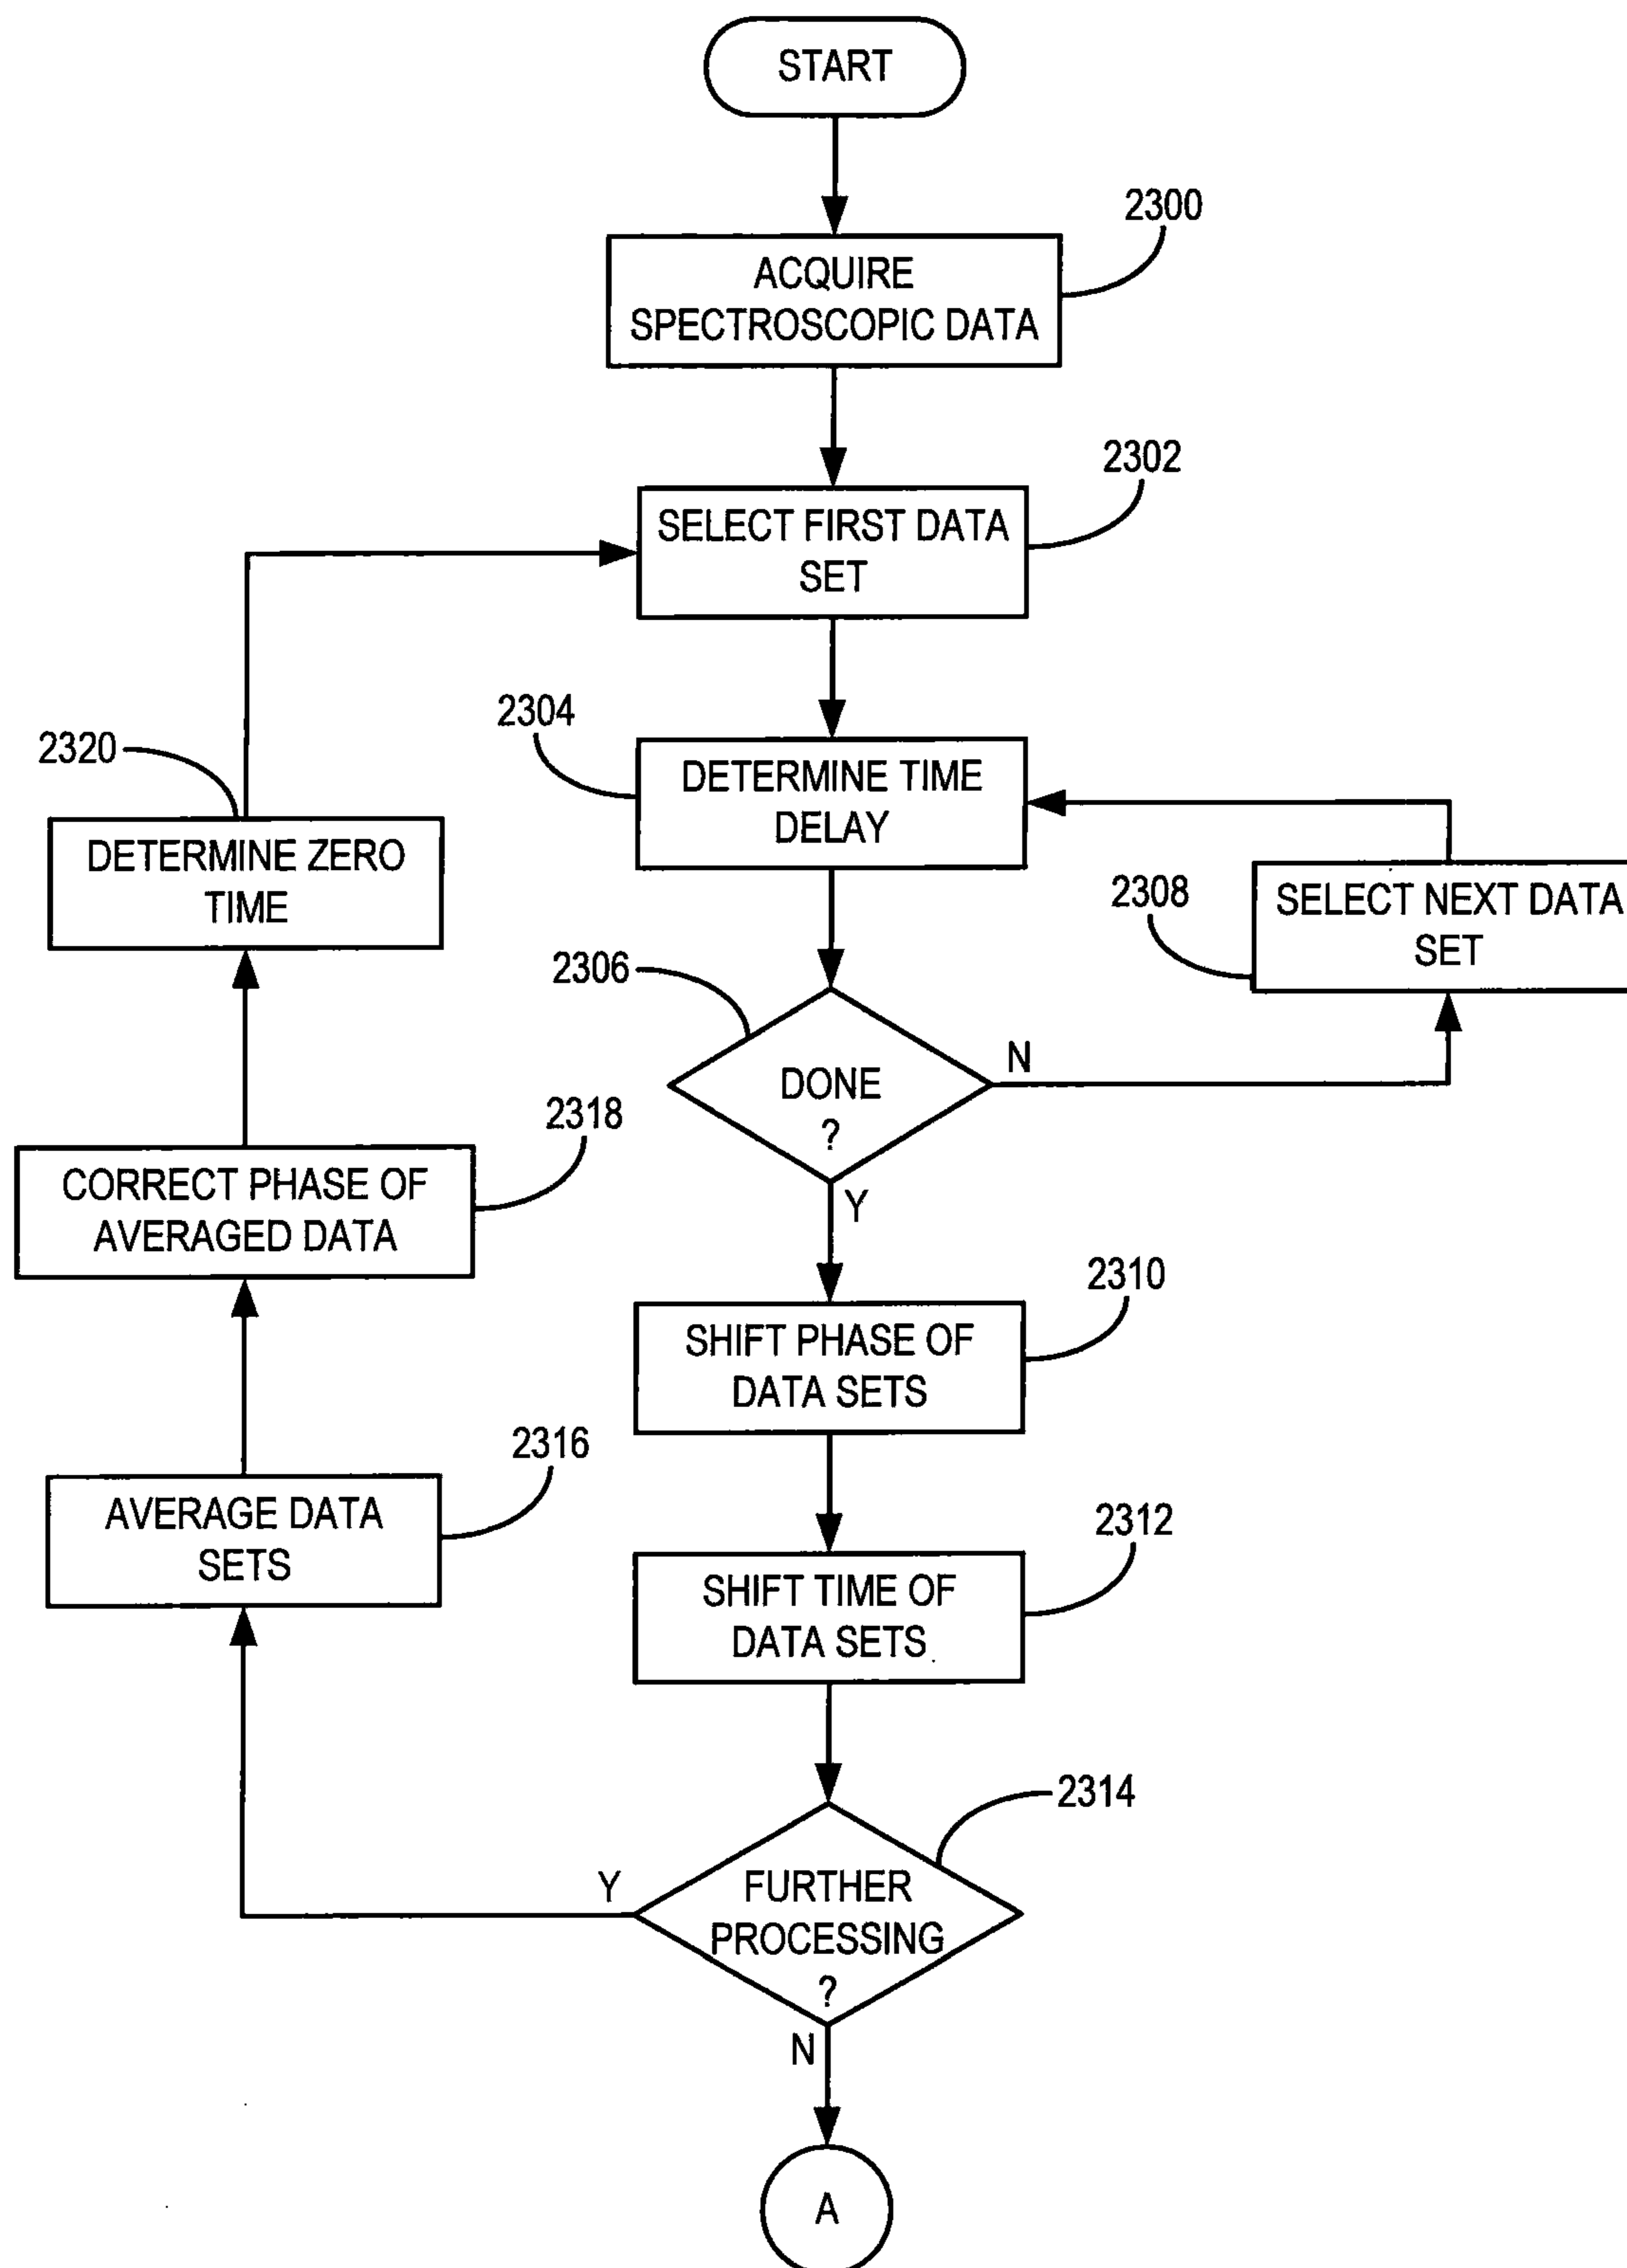 START
2300
ACQUIRE
SPECTROSCOPIC DATA
2302
SELECT FIRST DATA
SET
2304
DETERMINE TIME
DELAY
2320
DETERMINE ZERO
TIME
2308
SELECT NEXT DATA
SET
2306
DONE
?
N
Y
2318
CORRECT PHASE OF
AVERAGED DATA
2310
SHIFT PHASE OF
DATA SETS
2316
AVERAGE DATA
SETS
2312
SHIFT TIME OF
DATA SETS
2314
FURTHER
PROCESSING
?
Y
N
A